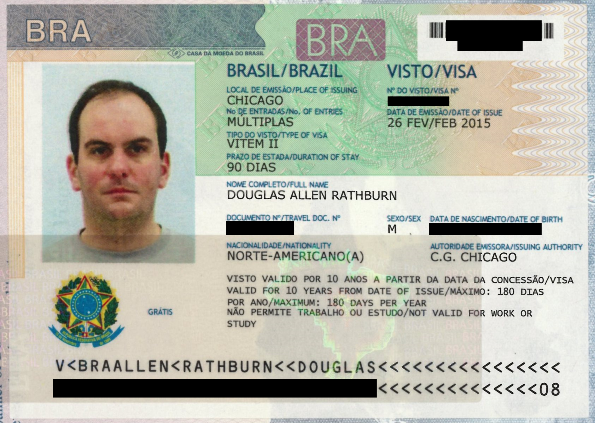 BRA
CASA DA MOEDA DO BRASIL
BRA
BRASIL/BRAZIL
VISTO/VISA
LOCAL DE EMISSÃO/PLACE OF ISSUING
CHICAGO
Nº DO VISTO/VISA Nº
No DE ENTRADAS/No. OF ENTRIES
MÚLTIPLAS
DATA DE EMISSÃO/DATE OF ISSUE
26 FEV/FEB 2015
TIPO DO VISTO/TYPE OF VISA
VITEM II
PRAZO DE ESTADA/DURATION OF STAY
90 DIAS
NOME COMPLETO/FULL NAME
DOUGLAS ALLEN RATHBURN
DOCUMENTO Nº/TRAVEL DOC. Nº
SEXO/SEX
M
DATA DE NASCIMENTO/DATE OF BIRTH
NACIONALIDADE/NATIONALITY
NORTE-AMERICANO(A)
AUTORIDADE EMISSORA/ISSUING AUTHORITY
C.G. CHICAGO
VISTO VALIDO POR 10 ANOS A PARTIR DA DATA DA CONCESSÃO/VISA
VALID FOR 10 YEARS FROM DATE OF ISSUE/MÁXIMO: 180 DIAS
POR ANO/MAXIMUM: 180 DAYS PER YEAR
NÃO PERMITE TRABALHO OU ESTUDO/NOT VALID FOR WORK OR
STUDY
GRÁTIS
V<BRAALLEN<RATHBURN<<DOUGLAS<<<<<<<<<<<<<<<<
<<<<<<<<<<<<<<08